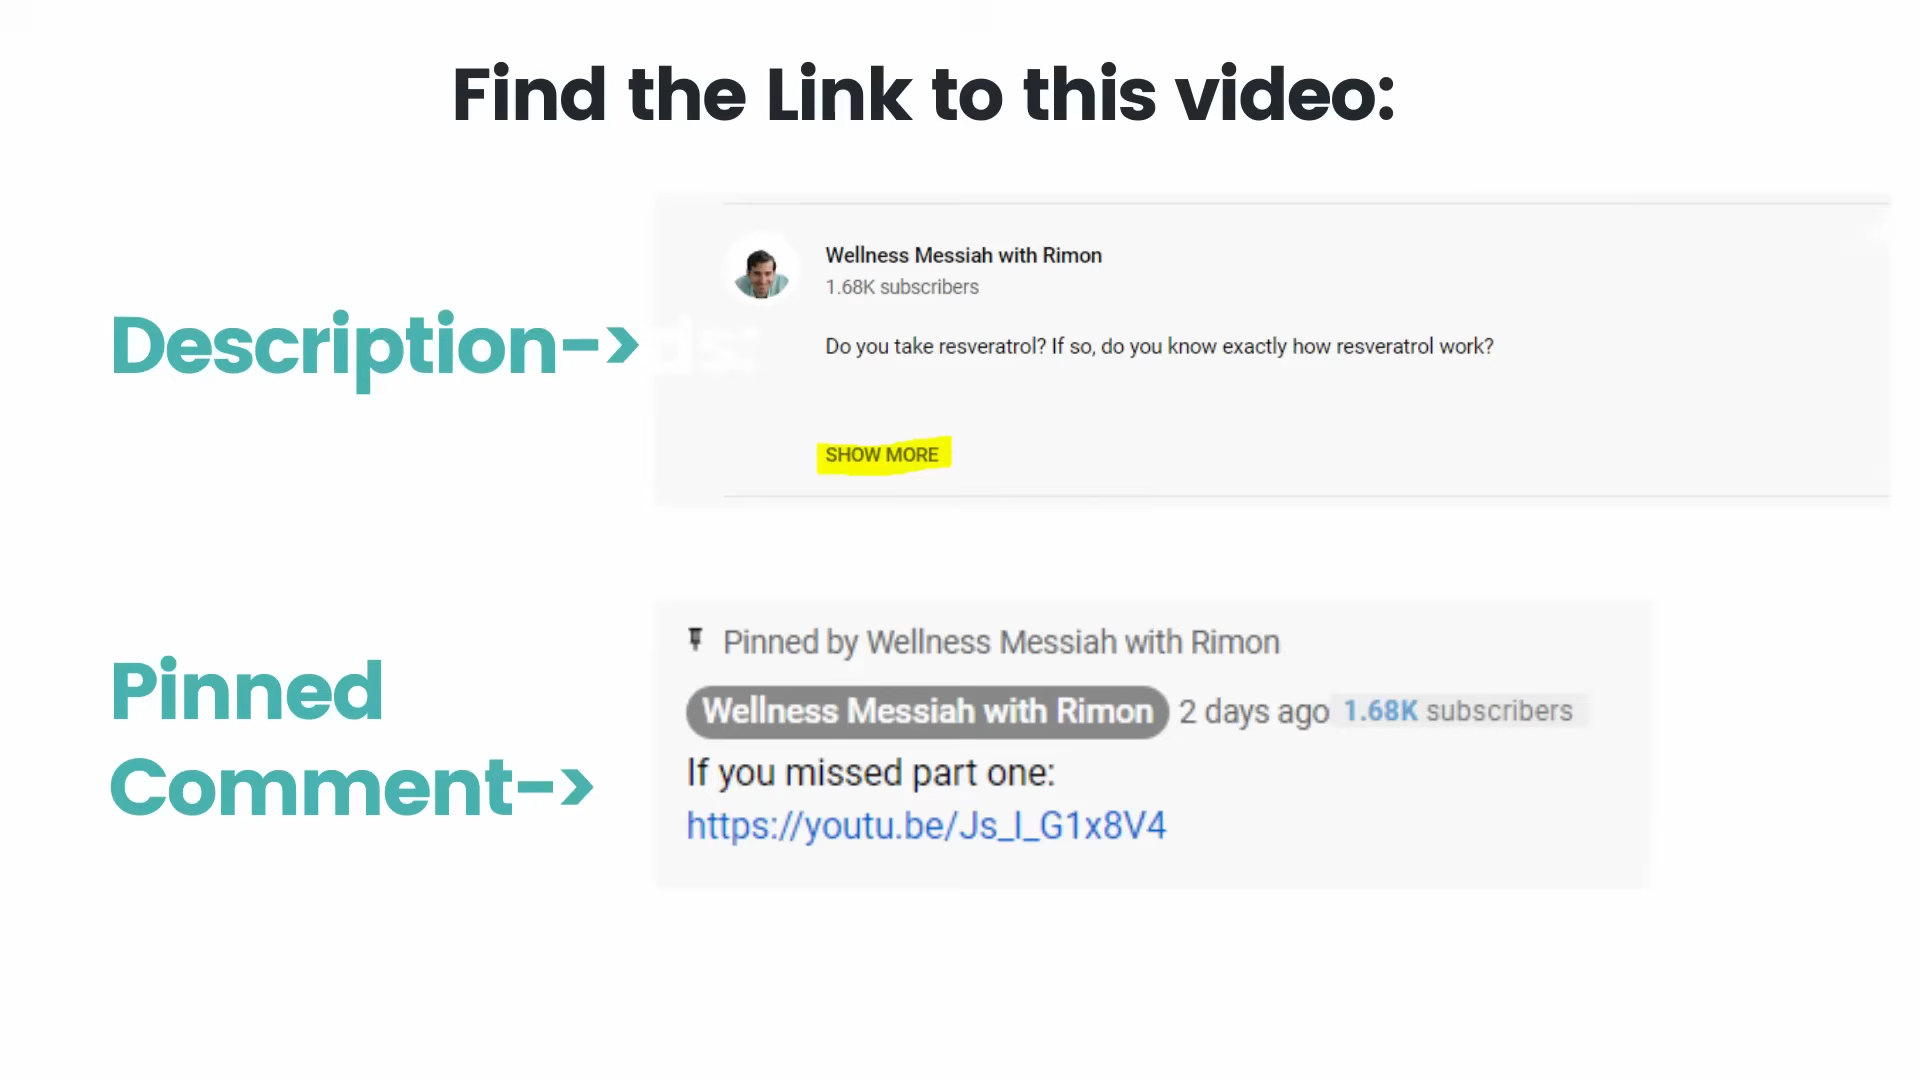 Find the Link to this video:
Wellness Messiah with Rimon
1.68K subscribers
Description->
Do you take resveratrol? If so, do you know exactly how resveratrol work?
SHOW MORE
Pinned by Wellness Messiah with Rimon
Pinned
Comment->
Wellness Messiah with Rimon 2 days ago 1.68K subscribers
If you missed part one:
https://youtu.be/Js_I_G1x8V4